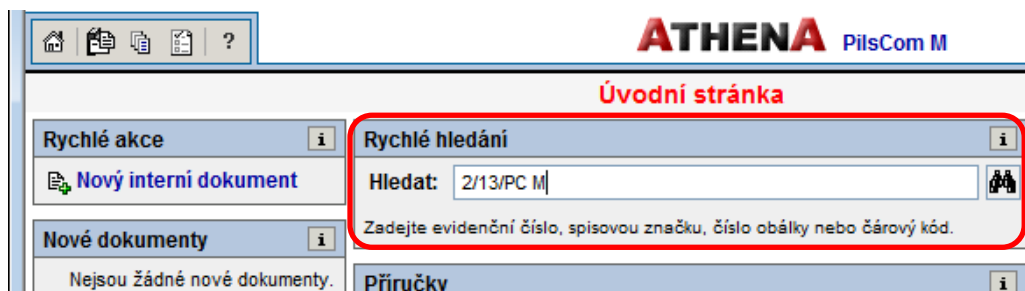 ?
ATHENA PilsCom M
Úvodní stránka
Rychlé akce
i
Nový interní dokument
Nové dokumenty
i
Nejsou žádné nové dokumenty.
Rychlé hledání
i
Hledat: 2/13/PC M
Zadejte evidenční číslo, spisovou značku, číslo obálky nebo čárový kód.
Příručky
i